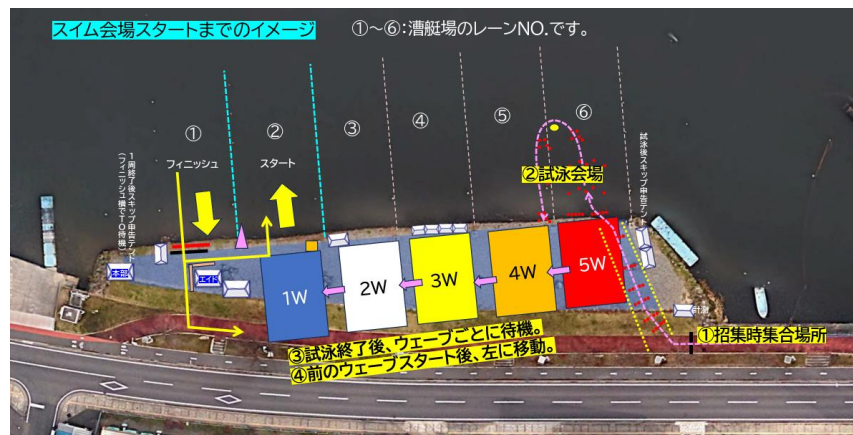 スイム会場スタートまでのイメージ
①～⑥:漕艇場のレーンNO.です。
①
②
③
④
⑤
⑥
フィニッシュ
スタート
1周終了後スキップ申告テント
(フィニッシュ横でTO待機)
②試泳会場
試泳後スキップ申告テント
本部
エイド
1W
2W
3W
4W
5W
計測
①招集時集合場所
③試泳終了後、ウェーブごとに待機。
④前のウェーブスタート後、左に移動。